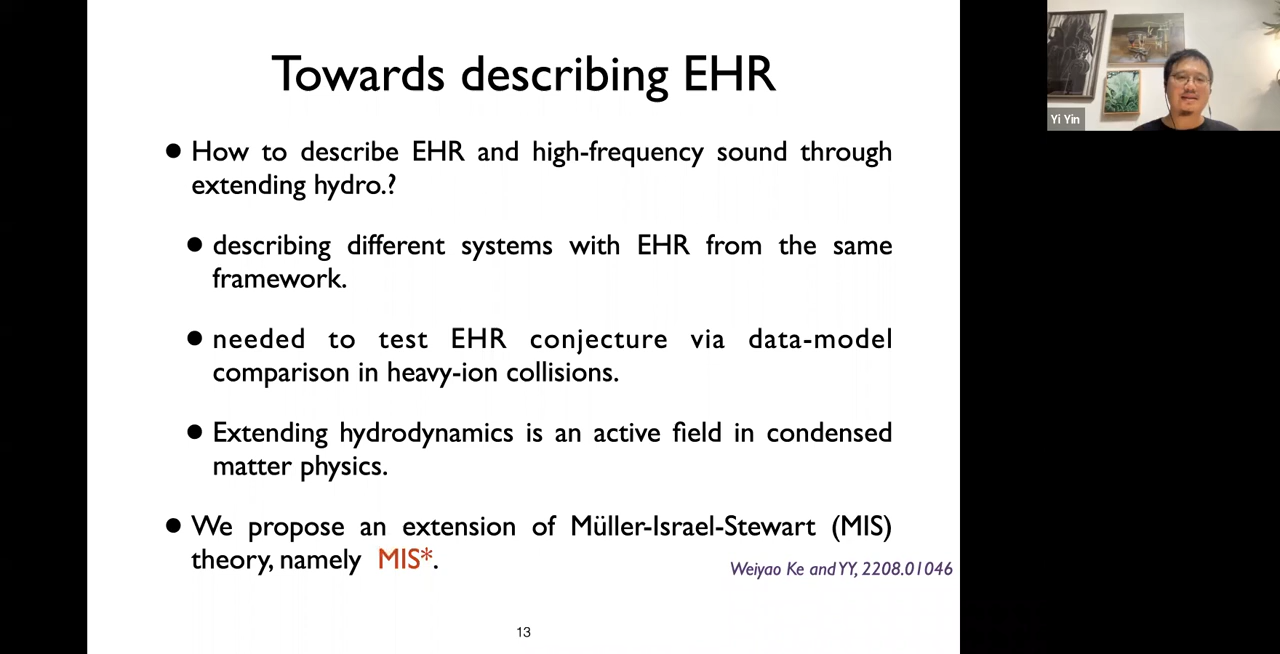 Towards describing EHR
● How to describe EHR and high-frequency sound through
extending hydro.?
● describing different systems with EHR from the same
framework.
● needed to test EHR conjecture via data-model
comparison in heavy-ion collisions.
● Extending hydrodynamics is an active field in condensed
matter physics.
● We propose an extension of Müller-Israel-Stewart (MIS)
theory, namely MIS*.
Weiyao Ke and YY, 2208.01046
13
Yi Yin